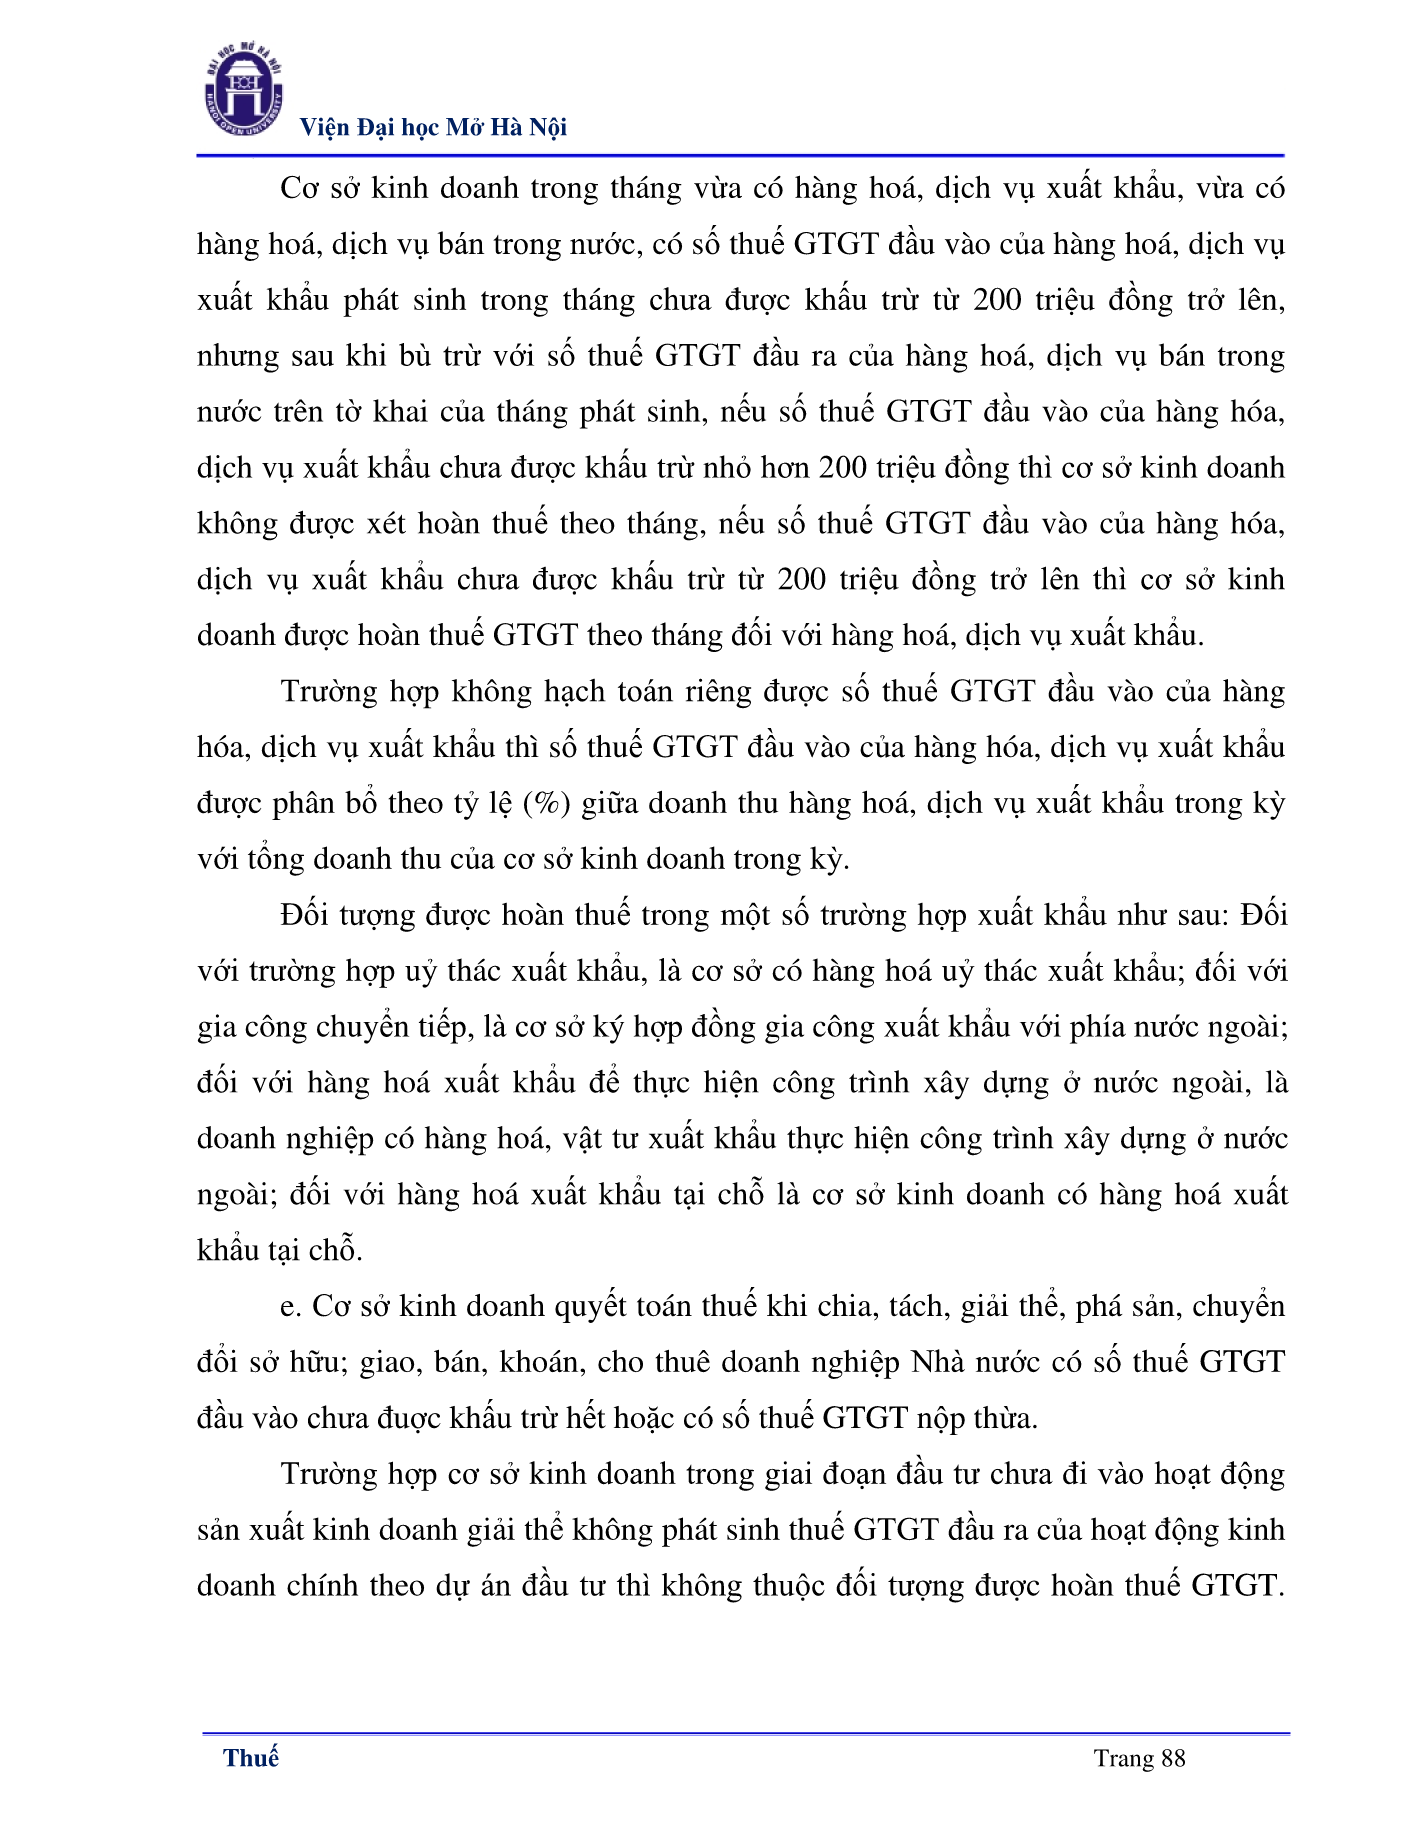 ĐẠI HỌC MỞ HÀ NỘI
HANOI OPEN UNIVERSITY
Viện Đại học Mở Hà Nội
Cơ sở kinh doanh trong tháng vừa có hàng hoá, dịch vụ xuất khẩu, vừa có
hàng hoá, dịch vụ bán trong nước, có số thuế GTGT đầu vào của hàng hoá, dịch vụ
xuất khẩu phát sinh trong tháng chưa được khấu trừ từ 200 triệu đồng trở lên,
nhưng sau khi bù trừ với số thuế GTGT đầu ra của hàng hoá, dịch vụ bán trong
nước trên tờ khai của tháng phát sinh, nếu số thuế GTGT đầu vào của hàng hóa,
dịch vụ xuất khẩu chưa được khấu trừ nhỏ hơn 200 triệu đồng thì cơ sở kinh doanh
không được xét hoàn thuế theo tháng, nếu số thuế GTGT đầu vào của hàng hóa,
dịch vụ xuất khẩu chưa được khấu trừ từ 200 triệu đồng trở lên thì cơ sở kinh
doanh được hoàn thuế GTGT theo tháng đối với hàng hoá, dịch vụ xuất khẩu.
Trường hợp không hạch toán riêng được số thuế GTGT đầu vào của hàng
hóa, dịch vụ xuất khẩu thì số thuế GTGT đầu vào của hàng hóa, dịch vụ xuất khẩu
được phân bổ theo tỷ lệ (%) giữa doanh thu hàng hoá, dịch vụ xuất khẩu trong kỳ
với tổng doanh thu của cơ sở kinh doanh trong kỳ.
Đối tượng được hoàn thuế trong một số trường hợp xuất khẩu như sau: Đối
với trường hợp uỷ thác xuất khẩu, là cơ sở có hàng hoá uỷ thác xuất khẩu; đối với
gia công chuyển tiếp, là cơ sở ký hợp đồng gia công xuất khẩu với phía nước ngoài;
đối với hàng hoá xuất khẩu để thực hiện công trình xây dựng ở nước ngoài, là
doanh nghiệp có hàng hoá, vật tư xuất khẩu thực hiện công trình xây dựng ở nước
ngoài; đối với hàng hoá xuất khẩu tại chỗ là cơ sở kinh doanh có hàng hoá xuất
khẩu tại chỗ.
e. Cơ sở kinh doanh quyết toán thuế khi chia, tách, giải thể, phá sản, chuyển
đổi sở hữu; giao, bán, khoán, cho thuê doanh nghiệp Nhà nước có số thuế GTGT
đầu vào chưa đuợc khấu trừ hết hoặc có số thuế GTGT nộp thừa.
Trường hợp cơ sở kinh doanh trong giai đoạn đầu tư chưa đi vào hoạt động
sản xuất kinh doanh giải thể không phát sinh thuế GTGT đầu ra của hoạt động kinh
doanh chính theo dự án đầu tư thì không thuộc đối tượng được hoàn thuế GTGT.
Thuế
Trang 88